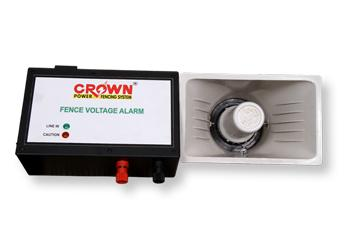 CROWN®
POWER FENCING SYSTEM
FENCE VOLTAGE ALARM
LINE IN
CAUTION